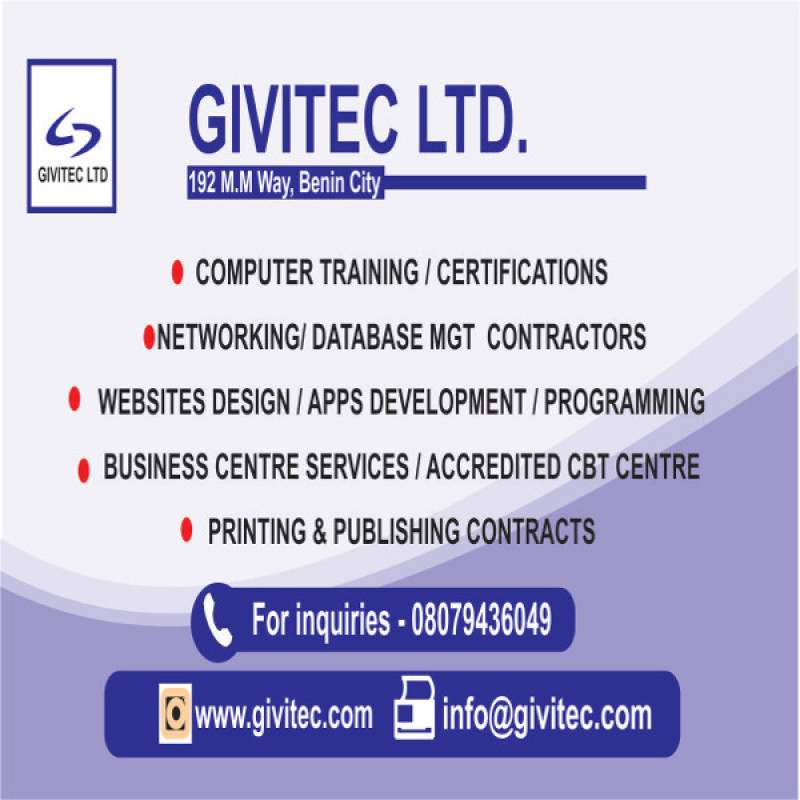 GIVITEC LTD
GIVITEC LTD.
192 M.M Way, Benin City
COMPUTER TRAINING / CERTIFICATIONS
NETWORKING/ DATABASE MGT CONTRACTORS
WEBSITES DESIGN / APPS DEVELOPMENT / PROGRAMMING
BUSINESS CENTRE SERVICES / ACCREDITED CBT CENTRE
PRINTING & PUBLISHING CONTRACTS
For inquiries - 08079436049
www.givitec.com info@givitec.com